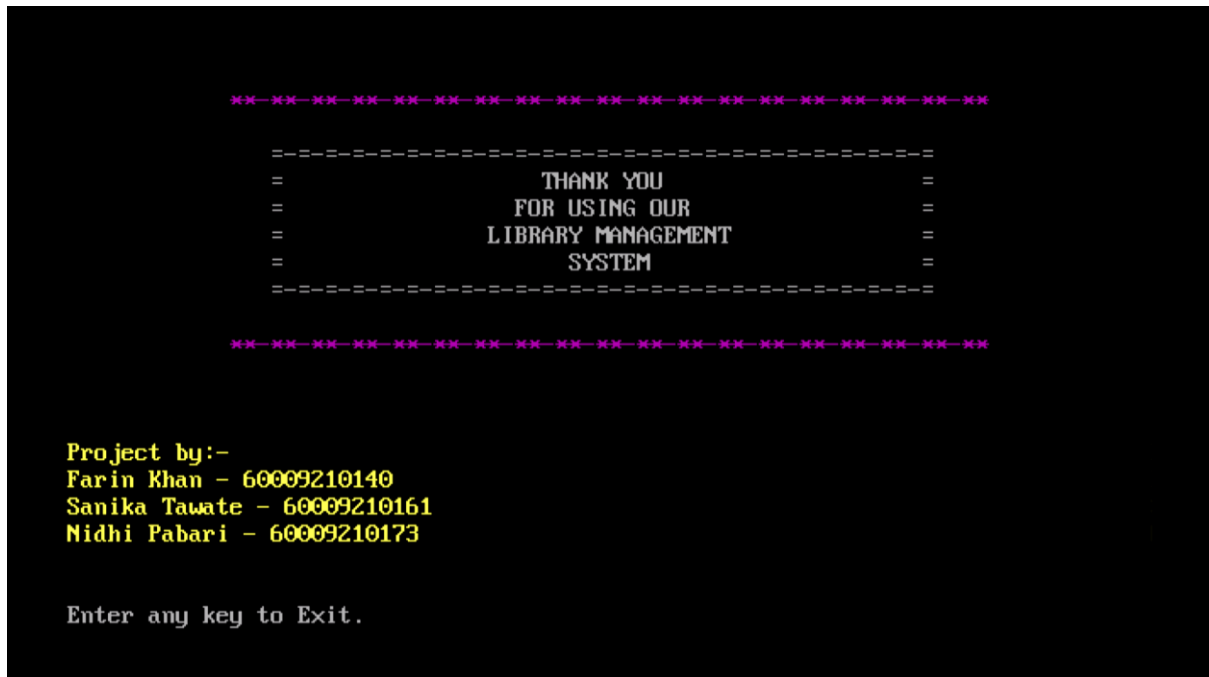 **-**-**-**-**-**-**-**-**-**-**-**-**-**-**-**-**-**-**
=-=-=-=-=-=-=-=-=-=-=-=-=-=-=-=-=-=-=-=-=-=-=-=-=
= THANK YOU =
= FOR USING OUR =
= LIBRARY MANAGEMENT =
= SYSTEM =
=-=-=-=-=-=-=-=-=-=-=-=-=-=-=-=-=-=-=-=-=-=-=-=-=
**-**-**-**-**-**-**-**-**-**-**-**-**-**-**-**-**-**-**
Project by:-
Farin Khan - 60009210140
Sanika Tawate - 60009210161
Nidhi Pabari - 60009210173
Enter any key to Exit.